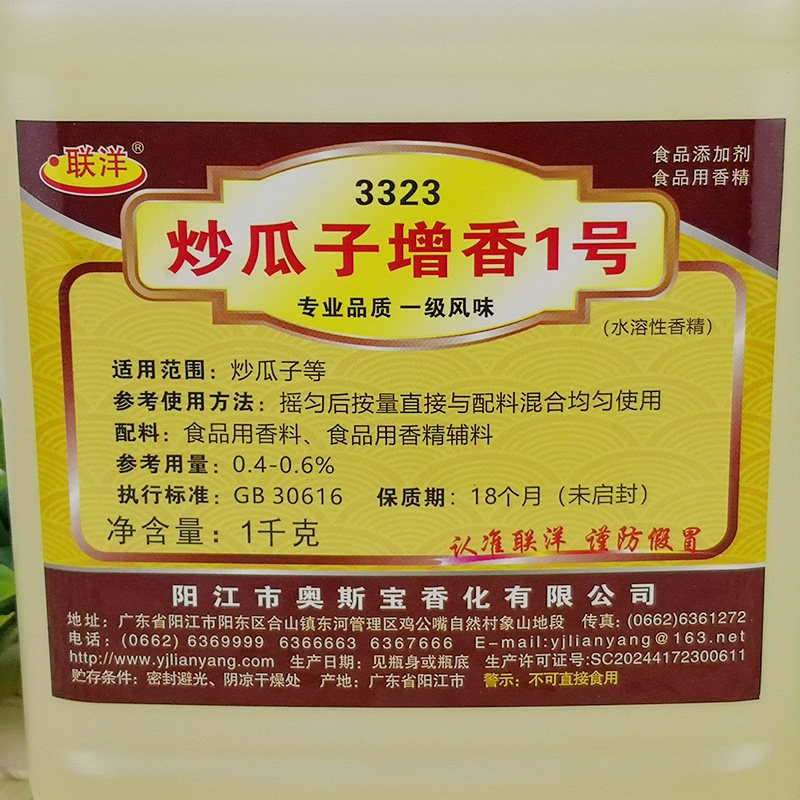 联洋®
食品添加剂
食品用香精
3323
炒瓜子增香1号
专业品质 一级风味
(水溶性香精)
适用范围：炒瓜子等
参考使用方法：摇匀后按量直接与配料混合均匀使用
配料：食品用香料、食品用香精辅料
参考用量：0.4-0.6%
执行标准：GB 30616 保质期：18个月（未启封）
净含量：1千克
认准联洋 谨防假冒
阳江市奥斯宝香化有限公司
地址：广东省阳江市阳东区合山镇东河管理区鸡公嘴自然村象山地段 传真：(0662)6361272
电话：(0662) 6369999 6366663 6367666 E-mail:yjlianyang@163.net
http://www.yjlianyang.com 生产日期：见瓶身或瓶底 生产许可证号:SC20244172300611
贮存条件：密封避光、阴凉干燥处 产地：广东省阳江市 警示：不可直接食用